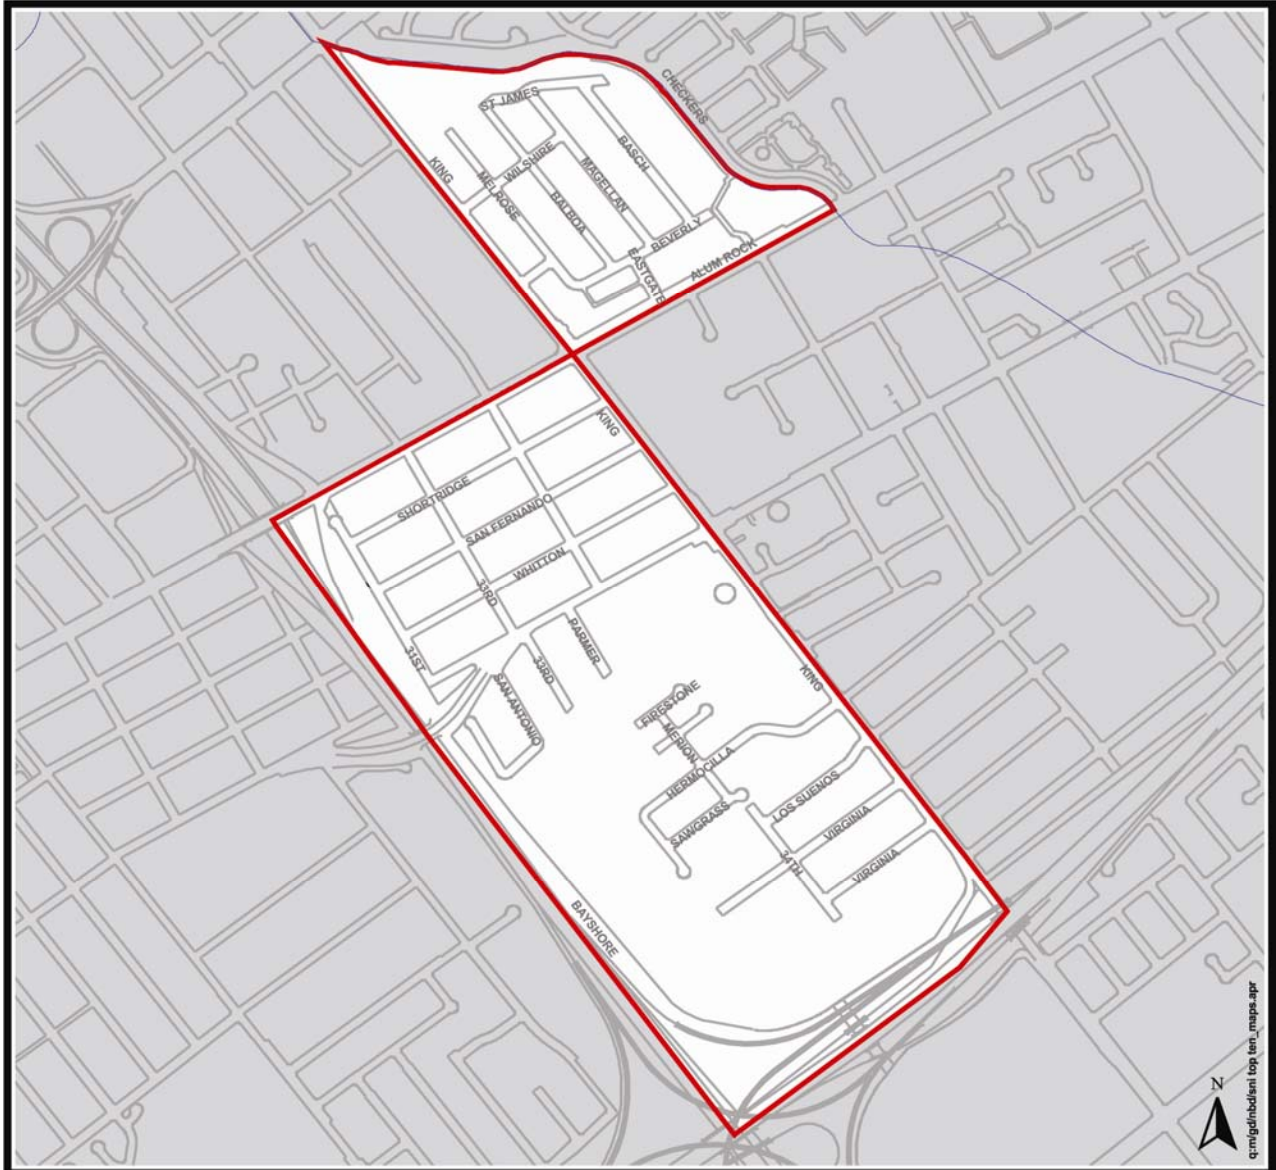 CHECKERS
ST JAMES
BASCH
WILSHIRE
KING
MAGELLAN
MELROSE
BALBOA
BEVERLY
EASTGATE
ALUM ROCK
KING
SHORTRIDGE
SAN FERNANDO
WHITTON
33RD
PARMER
31ST
33RD
SAN ANTONIO
KING
FIRESTONE
MERION
HERMOCILLA
LOS SUENOS
SAWGRASS
VIRGINIA
34TH
VIRGINIA
BAYSHORE
N
q:m/gd/nbd/sni top ten_maps.apr